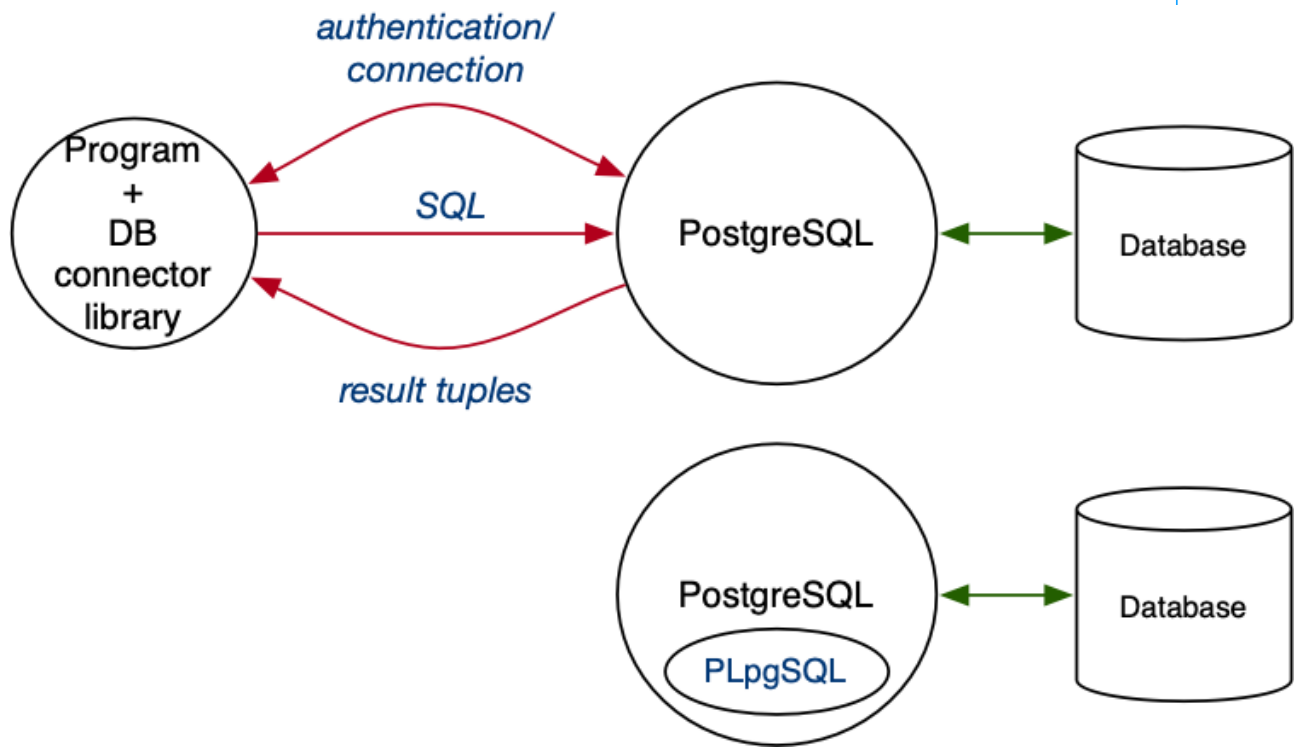 authentication/
connection
Program
+
DB
connector
library
SQL
PostgreSQL
Database
result tuples
PostgreSQL
PLpgSQL
Database